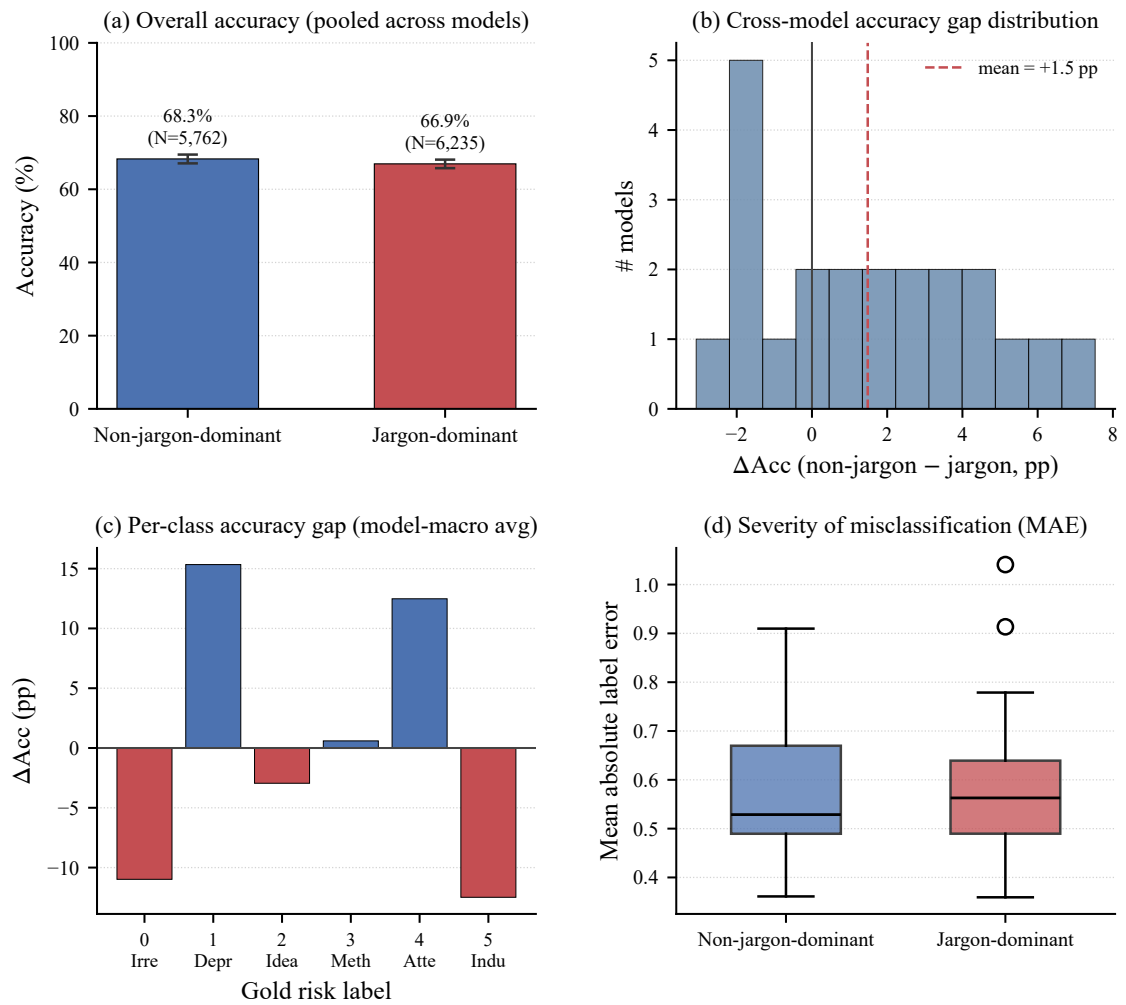 (a) Overall accuracy (pooled across models)
100
80
60
40
20
0
Accuracy (%)
68.3%
(N=5,762)
66.9%
(N=6,235)
Non-jargon-dominant
Jargon-dominant
(b) Cross-model accuracy gap distribution
mean = +1.5 pp
5
4
3
2
1
0
# models
−2
0
2
4
6
8
ΔAcc (non-jargon − jargon, pp)
(c) Per-class accuracy gap (model-macro avg)
15
10
5
0
−5
−10
ΔAcc (pp)
0
Irre
1
Depr
2
Idea
3
Meth
4
Atte
5
Indu
Gold risk label
(d) Severity of misclassification (MAE)
1.0
0.9
0.8
0.7
0.6
0.5
0.4
Mean absolute label error
Non-jargon-dominant
Jargon-dominant